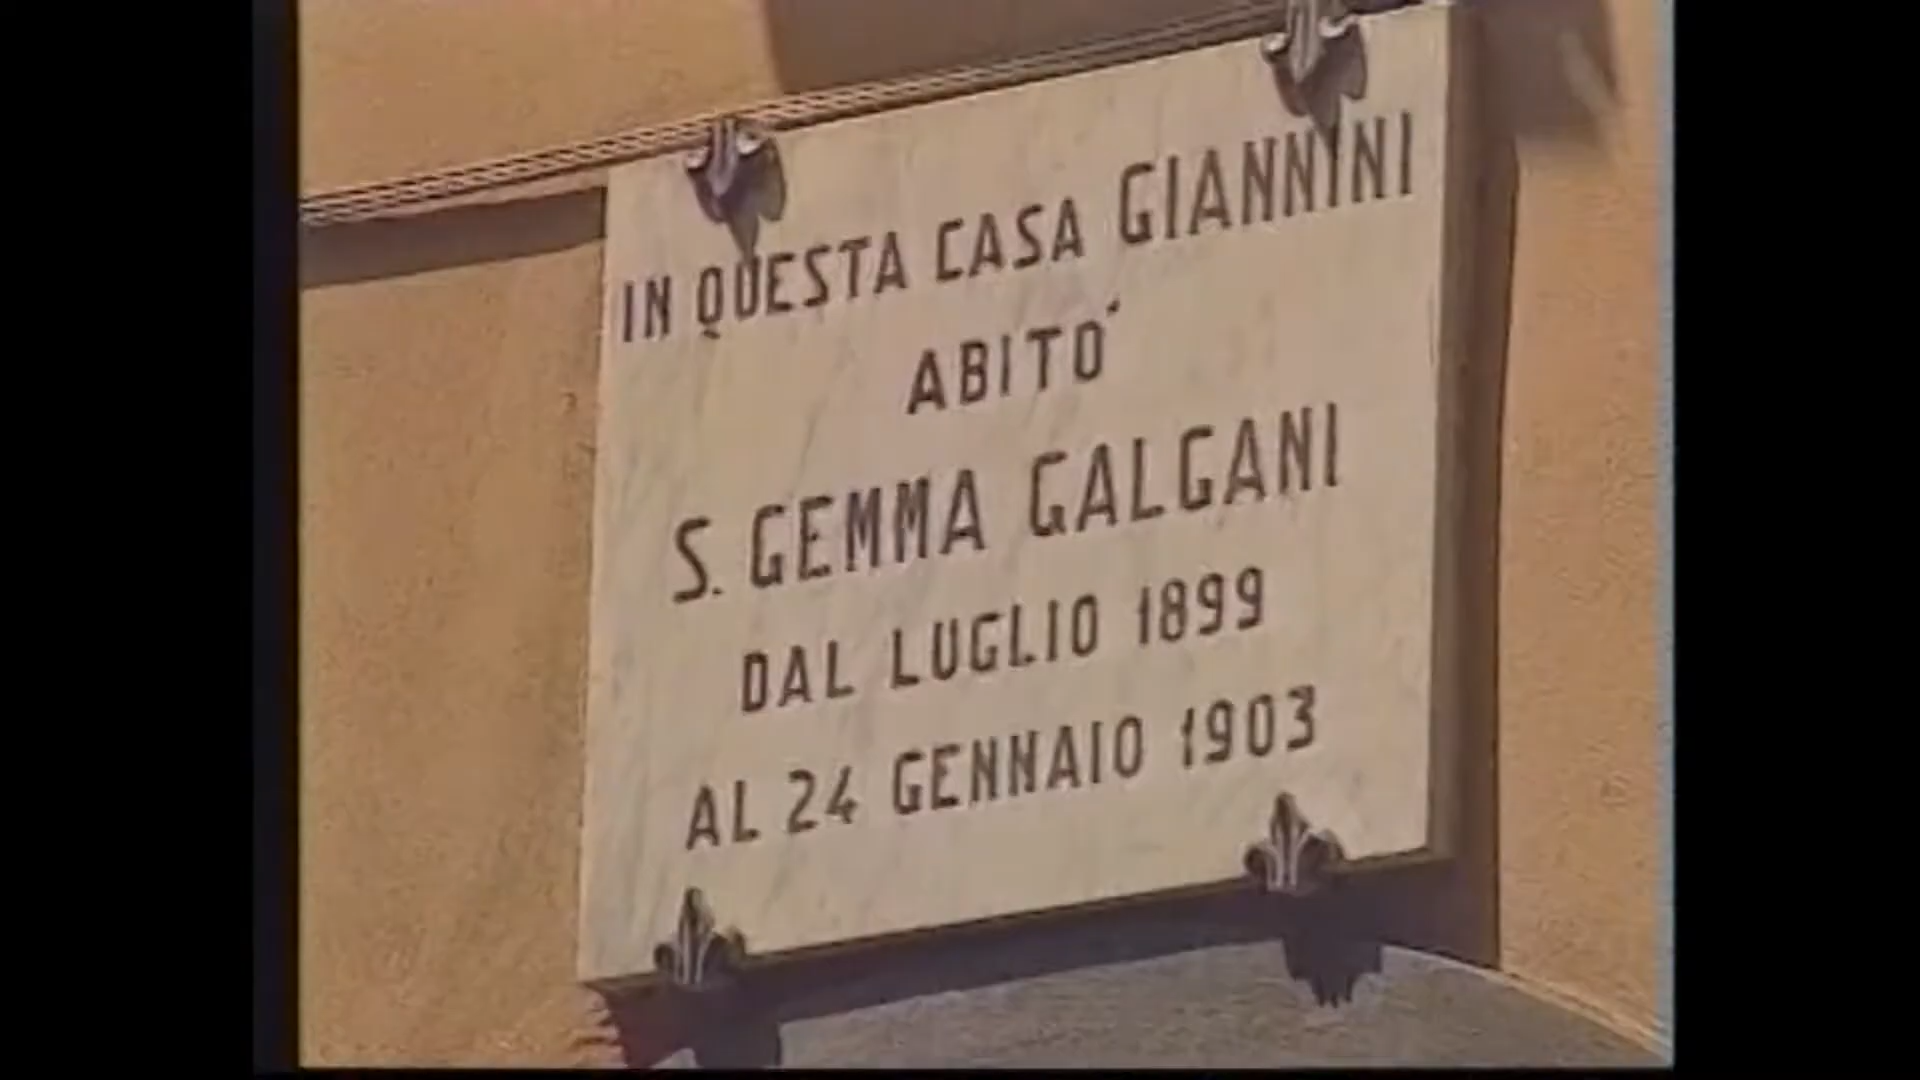 IN QUESTA CASA GIANNINI
ABITO'
S. GEMMA GALGANI
DAL LUGLIO 1899
AL 24 GENNAIO 1903